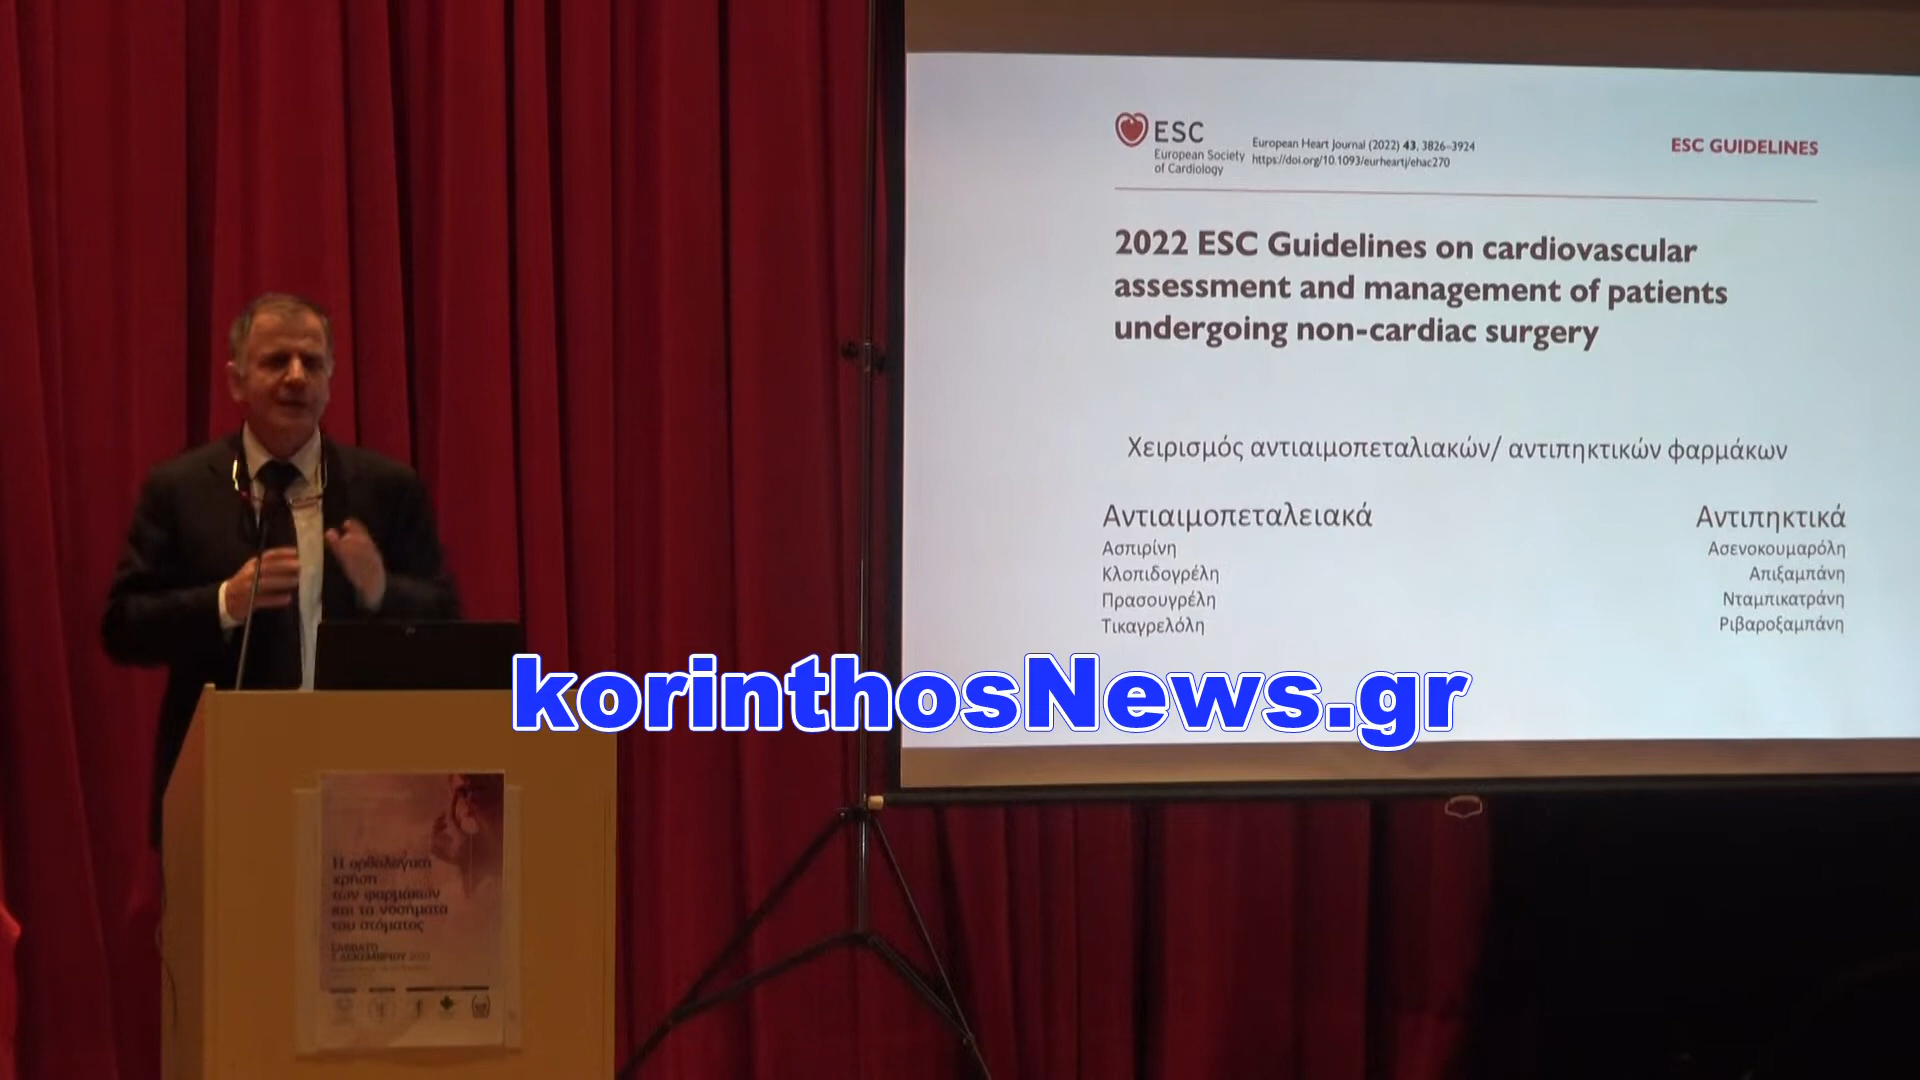 ESC
European Society
of Cardiology
European Heart Journal (2022) 43, 3826–3924
https://doi.org/10.1093/eurheartj/ehac270
ESC GUIDELINES
2022 ESC Guidelines on cardiovascular
assessment and management of patients
undergoing non-cardiac surgery
Χειρισμός αντιαιμοπεταλιακών/ αντιπηκτικών φαρμάκων
Αντιαιμοπεταλειακά
Ασπιρίνη
Κλοπιδογρέλη
Πρασουγρέλη
Τικαγρελόλη
Αντιπηκτικά
Ασενοκουμαρόλη
Απιξαμπάνη
Νταμπικατράνη
Ριβαροξαμπάνη
korinthosNews.gr
Η ορθολογική
χρήση
των φαρμάκων
και τα νοσήματα
του στόματος
ΣΑΒΒΑΤΟ
ΔΕΚΕΜΒΡΙΟΥ